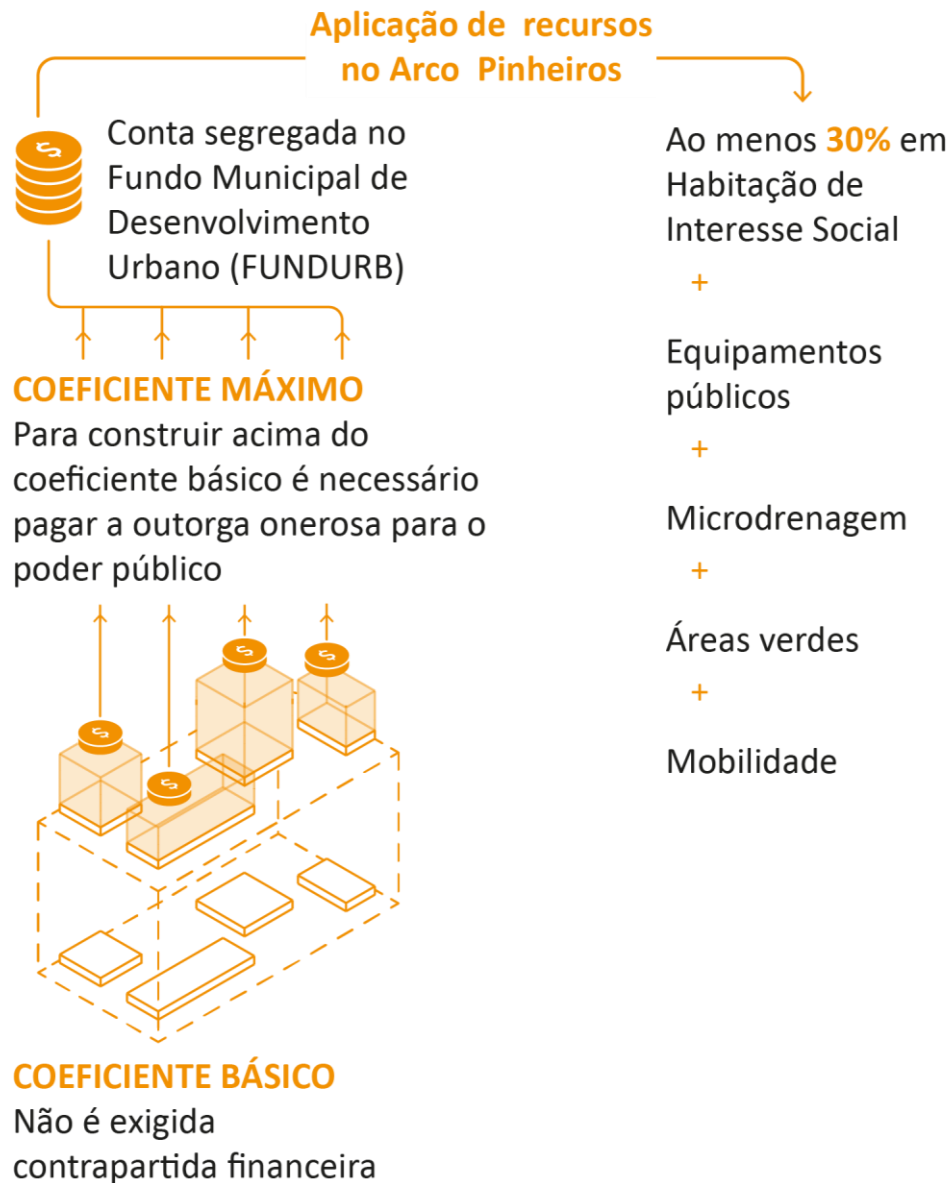 Aplicação de recursos
no Arco Pinheiros
$
Conta segregada no
Fundo Municipal de
Desenvolvimento
Urbano (FUNDURB)
COEFICIENTE MÁXIMO
Para construir acima do
coeficiente básico é necessário
pagar a outorga onerosa para o
poder público
$
$
$
$
COEFICIENTE BÁSICO
Não é exigida
contrapartida financeira
Ao menos 30% em
Habitação de
Interesse Social
+
Equipamentos
públicos
+
Microdrenagem
+
Áreas verdes
+
Mobilidade